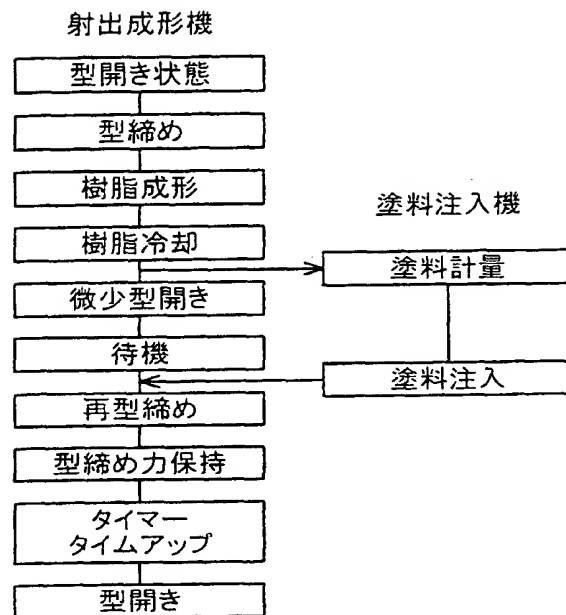 射出成形機
型開き状態
型締め
樹脂成形
樹脂冷却
微少型開き
待機
再型締め
型締め力保持
タイマー
タイムアップ
型開き
塗料注入機
塗料計量
塗料注入